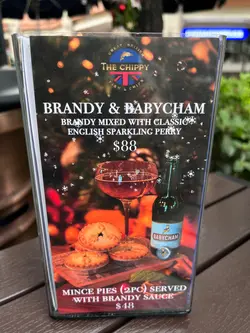 THE CHIPPY
BRANDY & BABYCHAM
BRANDY MIXED WITH CLASSIC
ENGLISH SPARKLING PERRY
$88
BABYCHAM
MINCE PIES (2PC) SERVED
WITH BRANDY SAUCE
$48